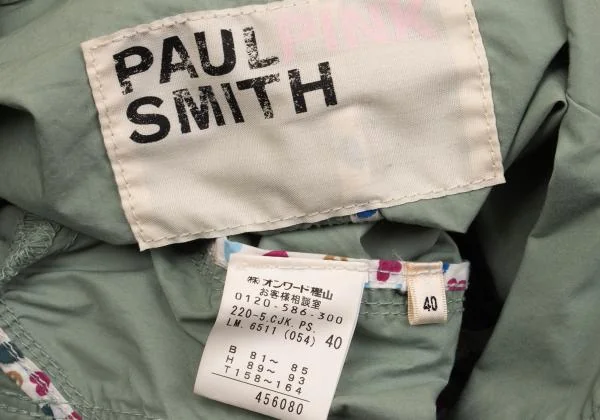 PAUL PINK
SMITH
㈱オンワード樫山
お客様相談室
0120-586-300
220-5.CJK.PS.
LM. 6511 (054) 40
B 81～ 85
H 89～ 93
T158～164
456080
40